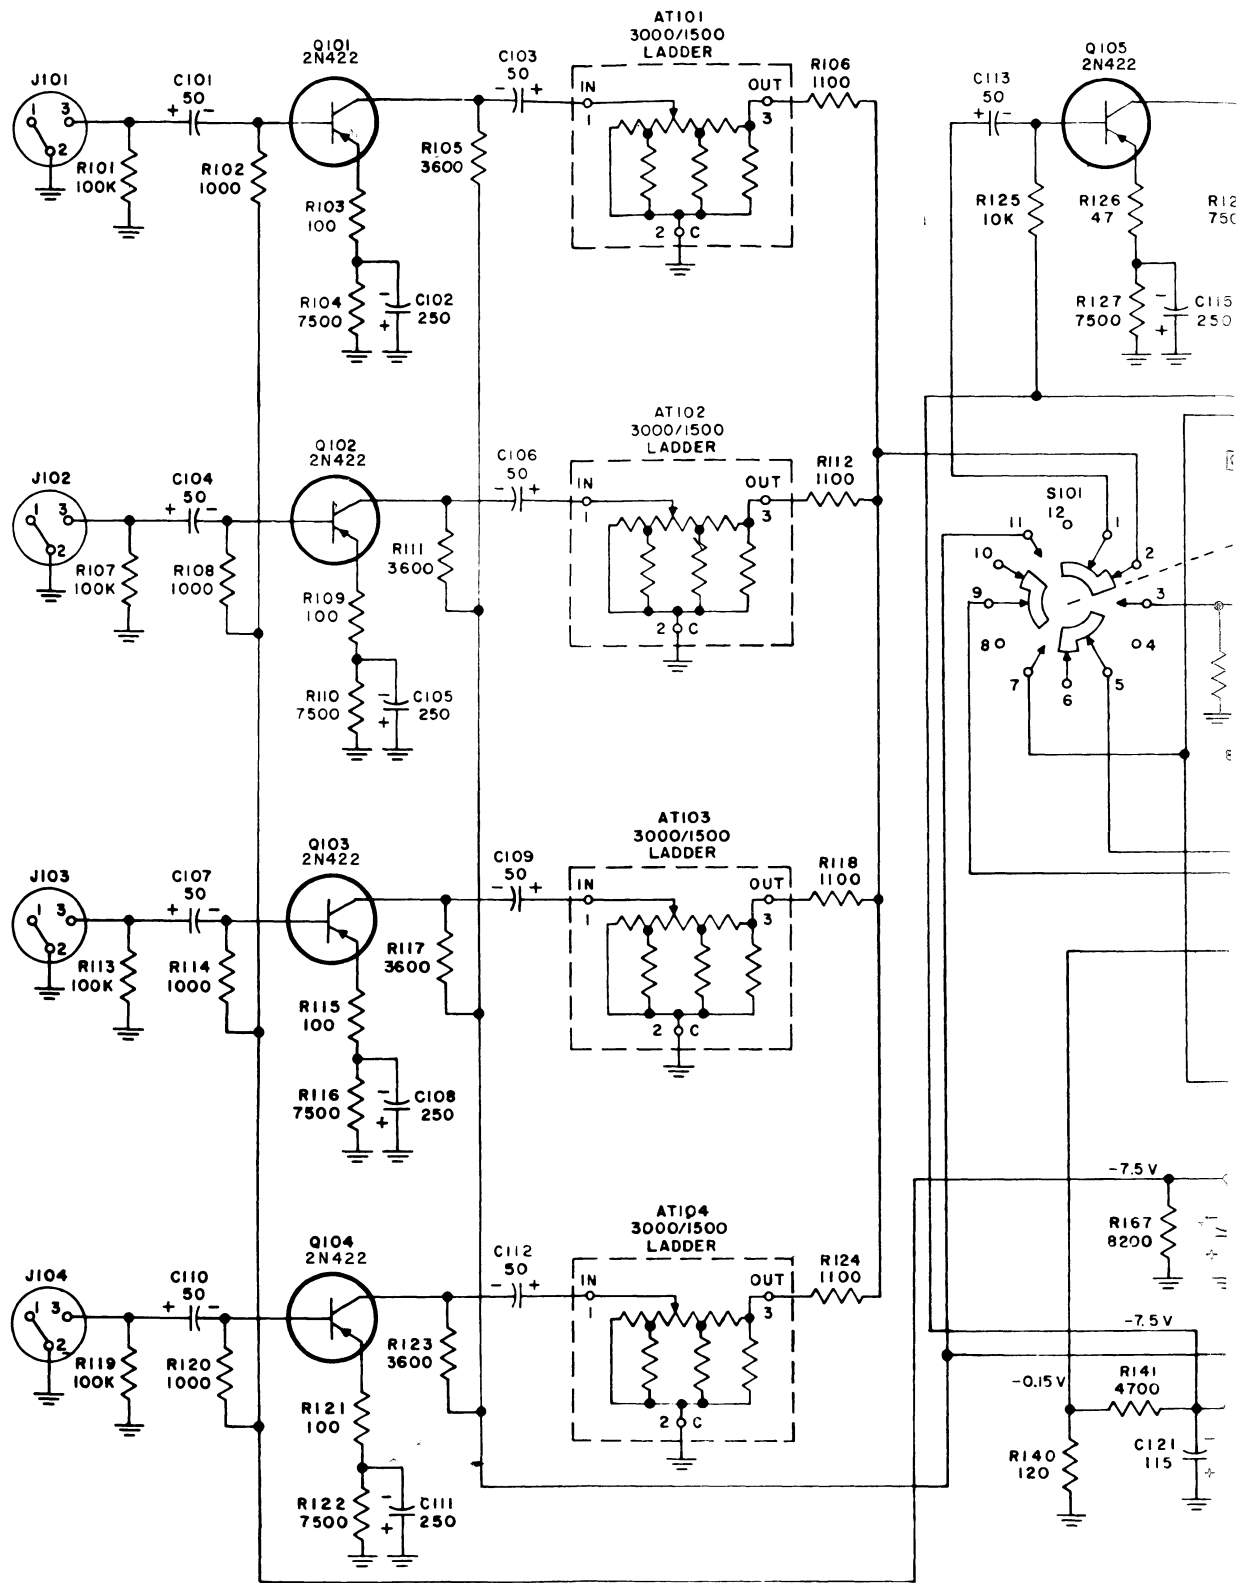 AT101
3000/1500
LADDER
Q101
2N422
C103
50
- +
IN
1
OUT
3
R106
1100
Q105
2N422
J101
1 3
2
C101
50
+ -
C113
50
+ -
R101
100K
R102
1000
R105
3600
R103
100
2 C
R125
10K
R126
47
R104
7500
-
+
C102
250
R127
7500
-
+
C115
250
AT102
3000/1500
LADDER
Q102
2N422
C106
50
- +
IN
1
OUT
3
R112
1100
J102
1 3
2
C104
50
+ -
S101
12
11
1
10
2
9
3
8
4
7
6
5
R107
100K
R108
1000
R111
3600
R109
100
2 C
R110
7500
-
+
C105
250
AT103
3000/1500
LADDER
Q103
2N422
C109
50
- +
IN
1
OUT
3
R118
1100
J103
1 3
2
C107
50
+ -
R113
100K
R114
1000
R117
3600
R115
100
2 C
R116
7500
-
+
C108
250
-7.5 V
R167
8200
AT104
3000/1500
LADDER
Q104
2N422
C112
50
- +
IN
1
OUT
3
R124
1100
J104
1 3
2
C110
50
+ -
-7.5 V
R119
100K
R120
1000
R123
3600
-0.15 V
R141
4700
R121
100
2 C
R140
120
C121
115
-
+
R122
7500
-
+
C111
250